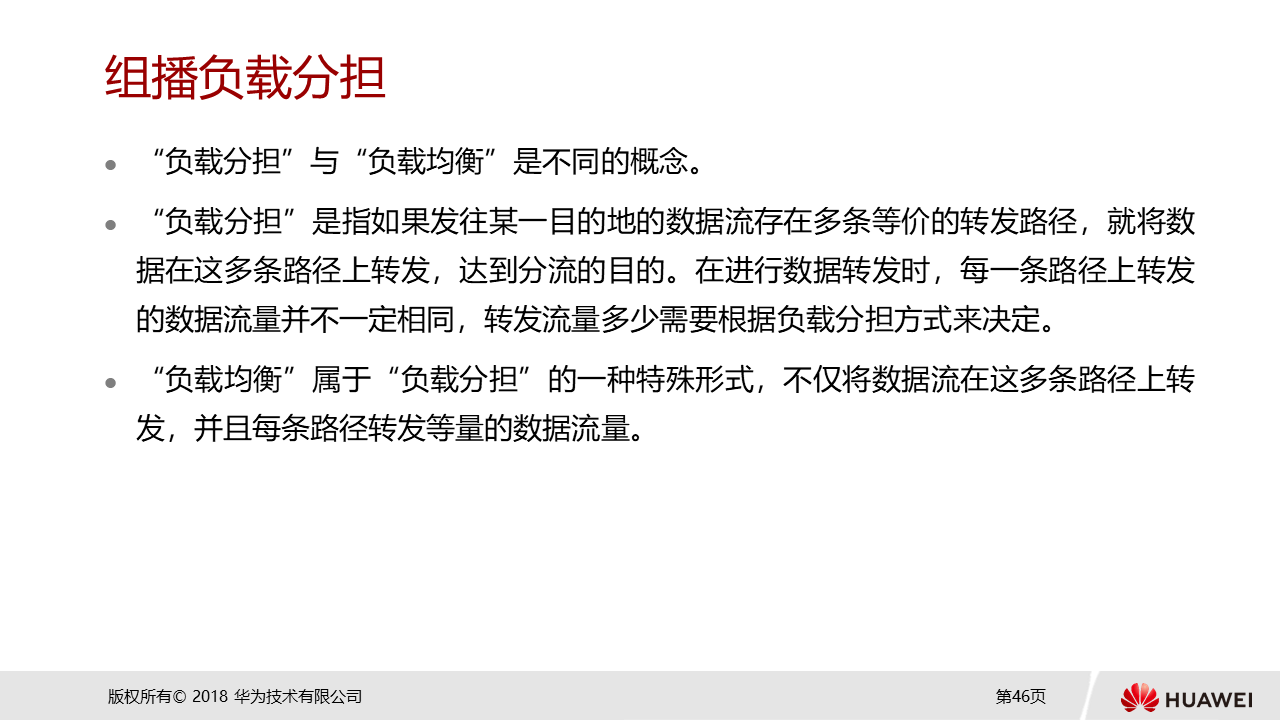 组播负载分担
“负载分担”与“负载均衡”是不同的概念。
“负载分担”是指如果发往某一目的地的数据流存在多条等价的转发路径，就将数
据在这多条路径上转发，达到分流的目的。在进行数据转发时，每一条路径上转发
的数据流量并不一定相同，转发流量多少需要根据负载分担方式来决定。
“负载均衡”属于“负载分担”的一种特殊形式，不仅将数据流在这多条路径上转
发，并且每条路径转发等量的数据流量。
版权所有© 2018 华为技术有限公司
第46页
HUAWEI